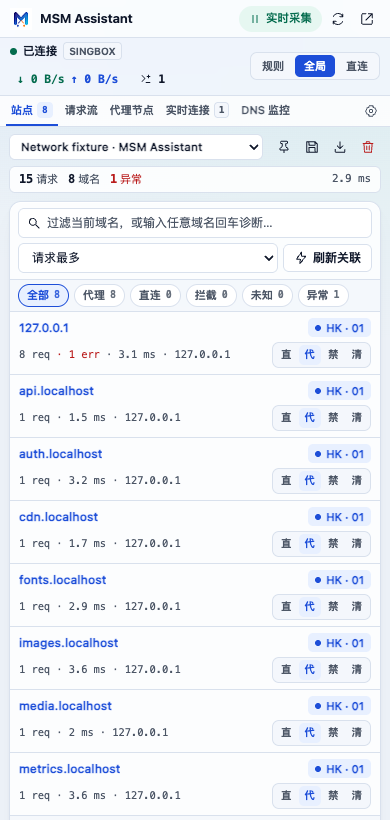 MSM Assistant
实时采集
已连接 SINGBOX
↓ 0 B/s ↑ 0 B/s 1
规则 全局 直连
站点 8 请求流 代理节点 实时连接 1 DNS 监控
Network fixture · MSM Assistant
15 请求 8 域名 1 异常 2.9 ms
过滤当前域名，或输入任意域名回车诊断…
请求最多
刷新关联
全部 8 代理 8 直连 0 拦截 0 未知 0 异常 1
127.0.0.1 HK · 01
8 req · 1 err · 3.1 ms · 127.0.0.1 直 代 禁 清
api.localhost HK · 01
1 req · 1.5 ms · 127.0.0.1 直 代 禁 清
auth.localhost HK · 01
1 req · 3.2 ms · 127.0.0.1 直 代 禁 清
cdn.localhost HK · 01
1 req · 1.7 ms · 127.0.0.1 直 代 禁 清
fonts.localhost HK · 01
1 req · 2.9 ms · 127.0.0.1 直 代 禁 清
images.localhost HK · 01
1 req · 3.6 ms · 127.0.0.1 直 代 禁 清
media.localhost HK · 01
1 req · 2 ms · 127.0.0.1 直 代 禁 清
metrics.localhost HK · 01
1 req · 3.6 ms · 127.0.0.1 直 代 禁 清